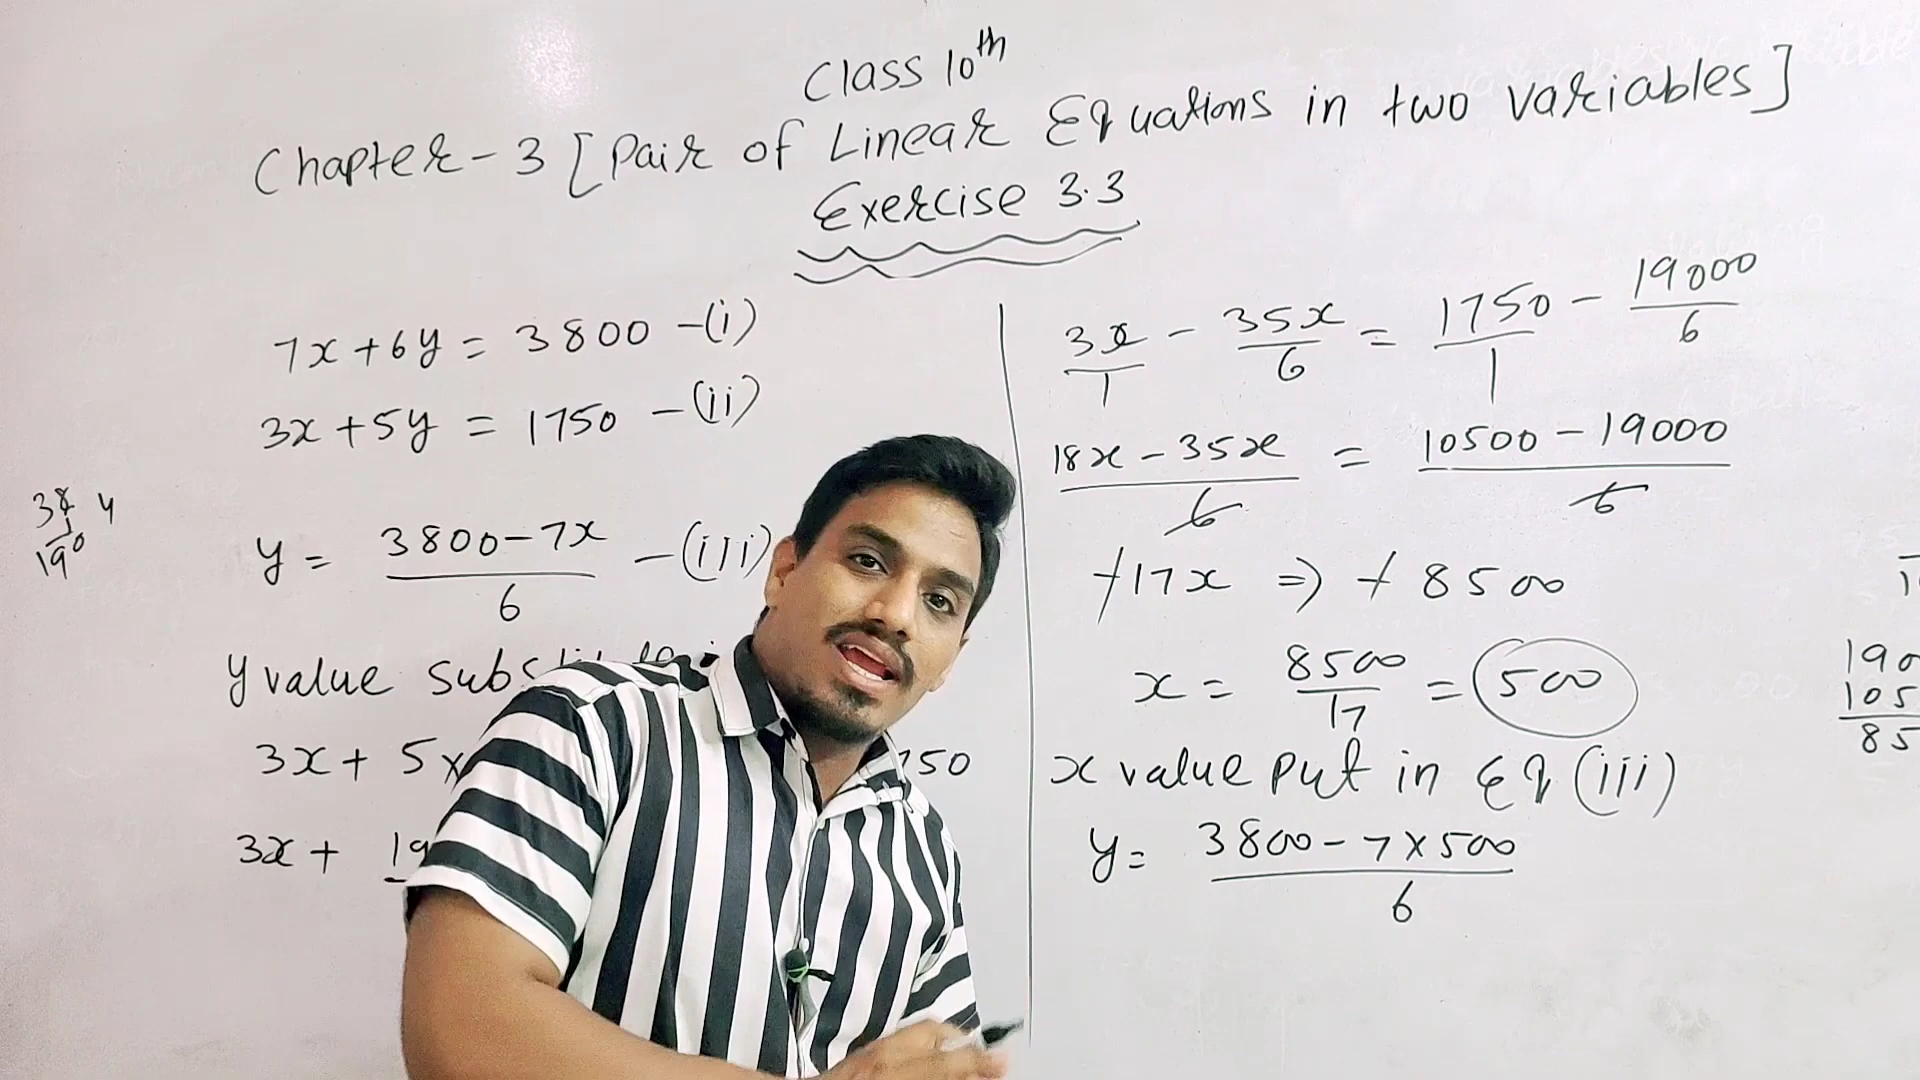 Class 10th
Chapter-3 [Pair of Linear Equations in two variables]
Exercise 3.3
7x+6y = 3800 -(i)
3x+5y = 1750 -(ii)
38 4
190
y = 3800-7x / 6 -(iii)
y value
3x + 5x 750
3x + 19
3x/1 - 35x/6 = 1750/1 - 19000/6
18x-35x / 6 = 10500-19000 / 6
-17x => -8500
x = 8500/17 = 500
x value put in Eq (iii)
y = 3800-7x500 / 6
190
105
85